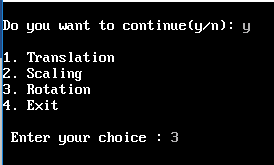 Do you want to continue(y/n): y
1. Translation
2. Scaling
3. Rotation
4. Exit
Enter your choice : 3